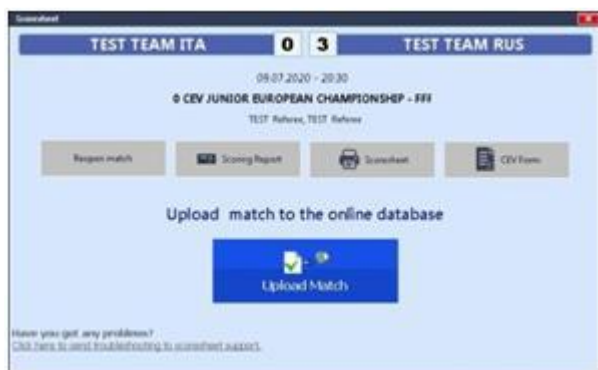 Scoresheet
TEST TEAM ITA 0 3 TEST TEAM RUS
09.07.2020 - 20:30
0 CEV JUNIOR EUROPEAN CHAMPIONSHIP - FFF
TEST Referee, TEST Referee
Reopen match Scoring Report Scoresheet CEV Form
Upload match to the online database
Upload Match
Have you got any problems?
Click here to send troubleshooting to scoresheet support.